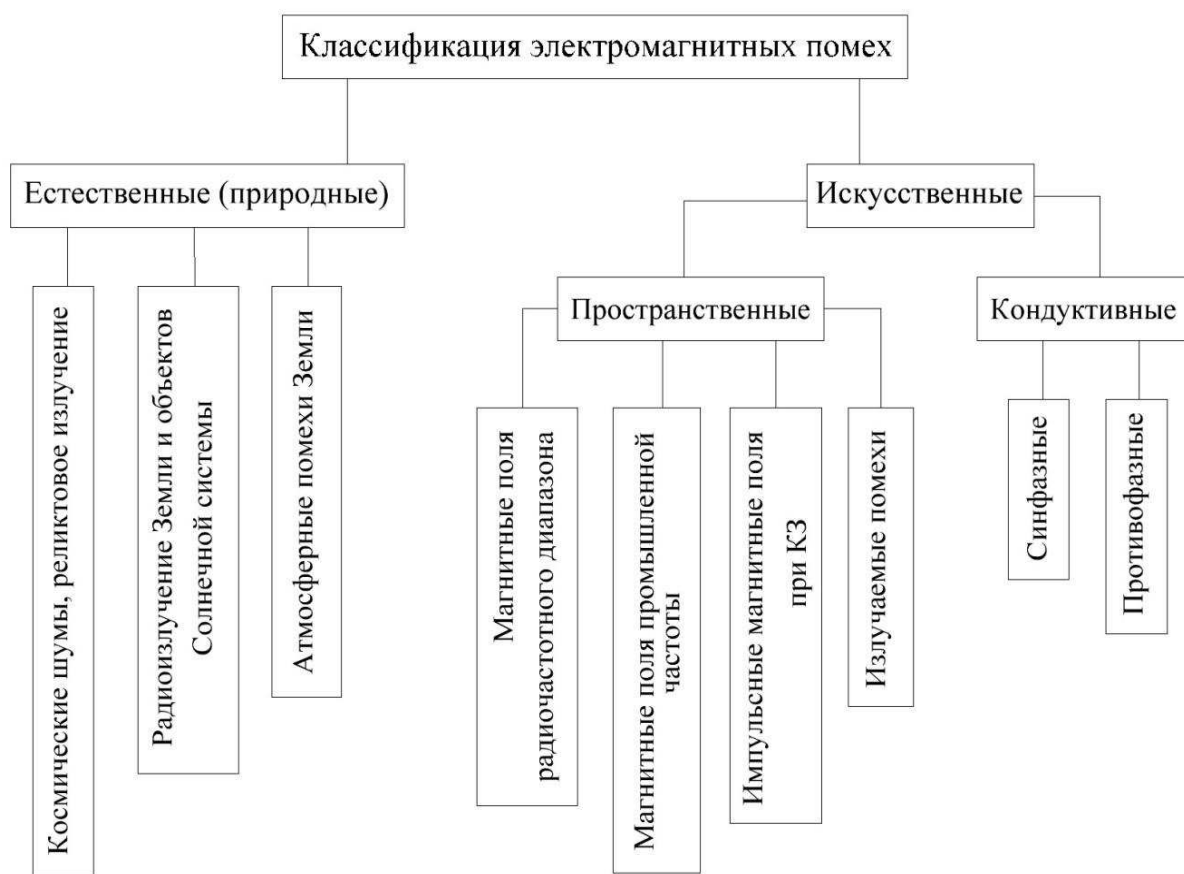 Классификация электромагнитных помех
Естественные (природные)
Искусственные
Пространственные
Кондуктивные
Космические шумы, реликтовое излучение
Радиоизлучение Земли и объектов
Солнечной системы
Атмосферные помехи Земли
Магнитные поля
радиочастотного диапазона
Магнитные поля промышленной
частоты
Импульсные магнитные поля
при КЗ
Излучаемые помехи
Синфазные
Противофазные